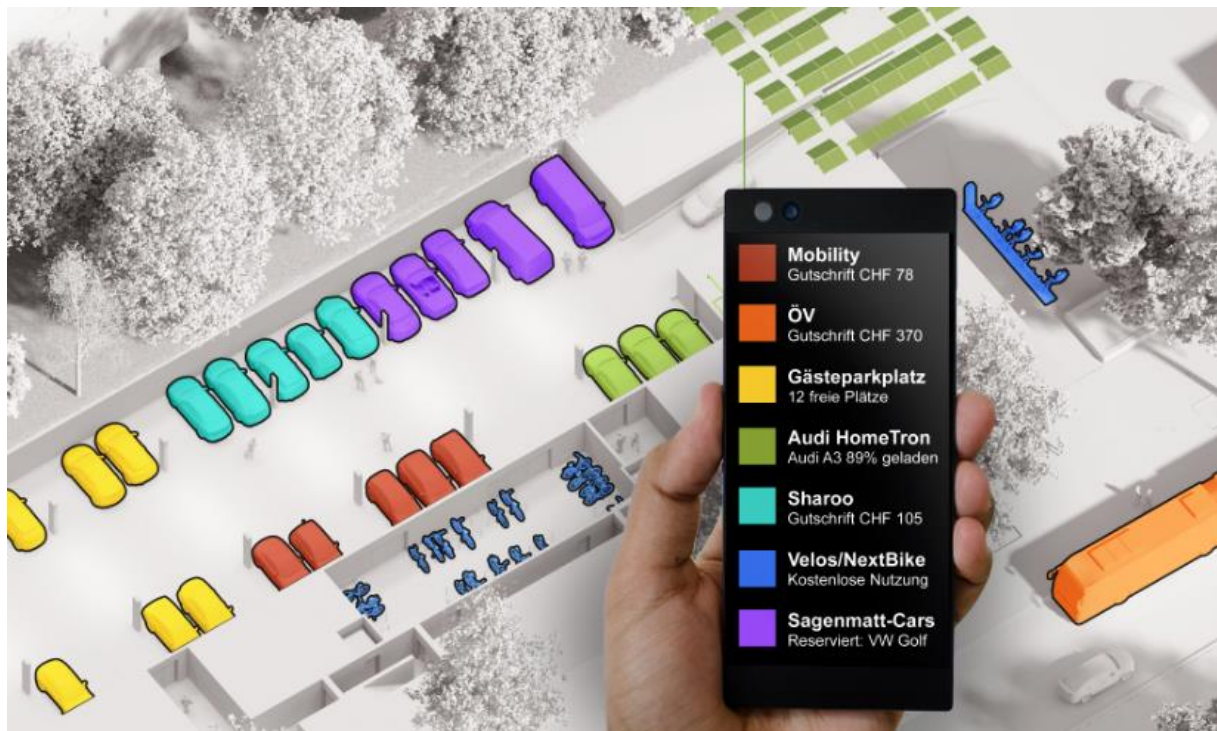 Mobility
Gutschrift CHF 78
ÖV
Gutschrift CHF 370
Gästeparkplatz
12 freie Plätze
Audi HomeTron
Audi A3 89% geladen
Sharoo
Gutschrift CHF 105
Velos/NextBike
Kostenlose Nutzung
Sagenmatt-Cars
Reserviert: VW Golf